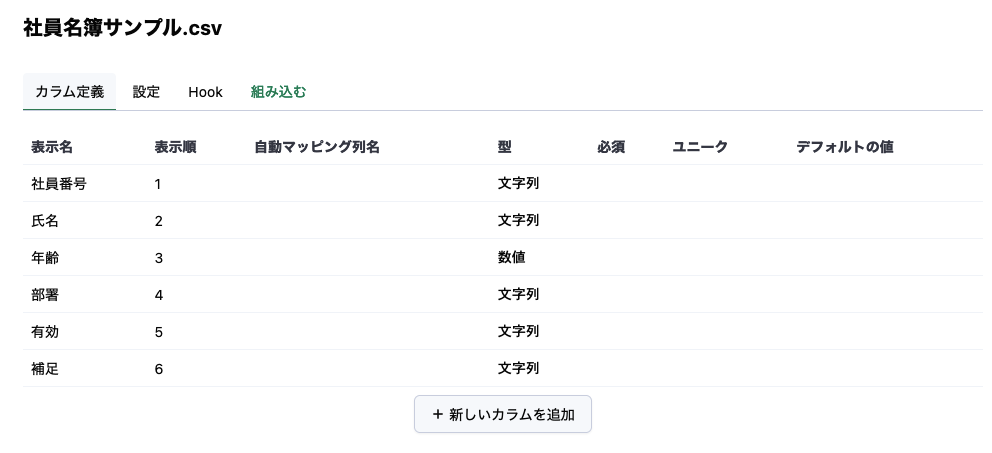 社員名簿サンプル.csv
カラム定義 設定 Hook 組み込む
表示名 表示順 自動マッピング列名 型 必須 ユニーク デフォルトの値
社員番号 1 文字列
氏名 2 文字列
年齢 3 数値
部署 4 文字列
有効 5 文字列
補足 6 文字列
+ 新しいカラムを追加